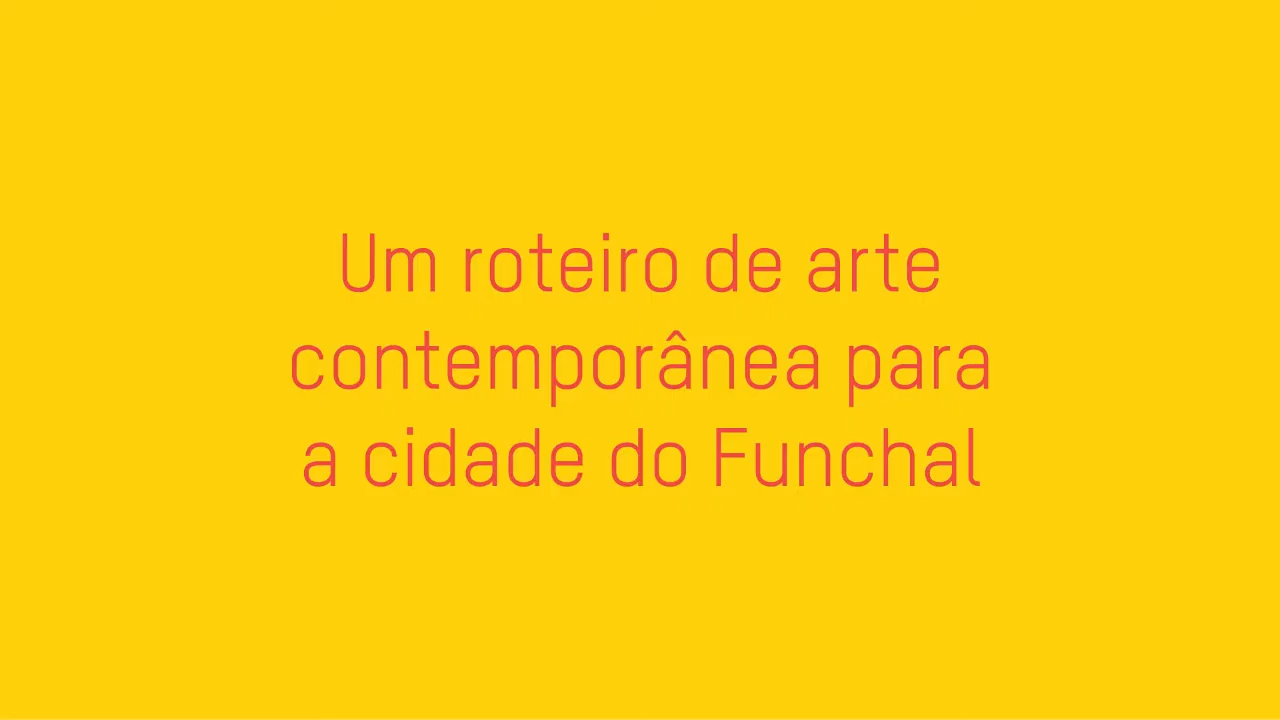 Um roteiro de arte
contemporânea para
a cidade do Funchal